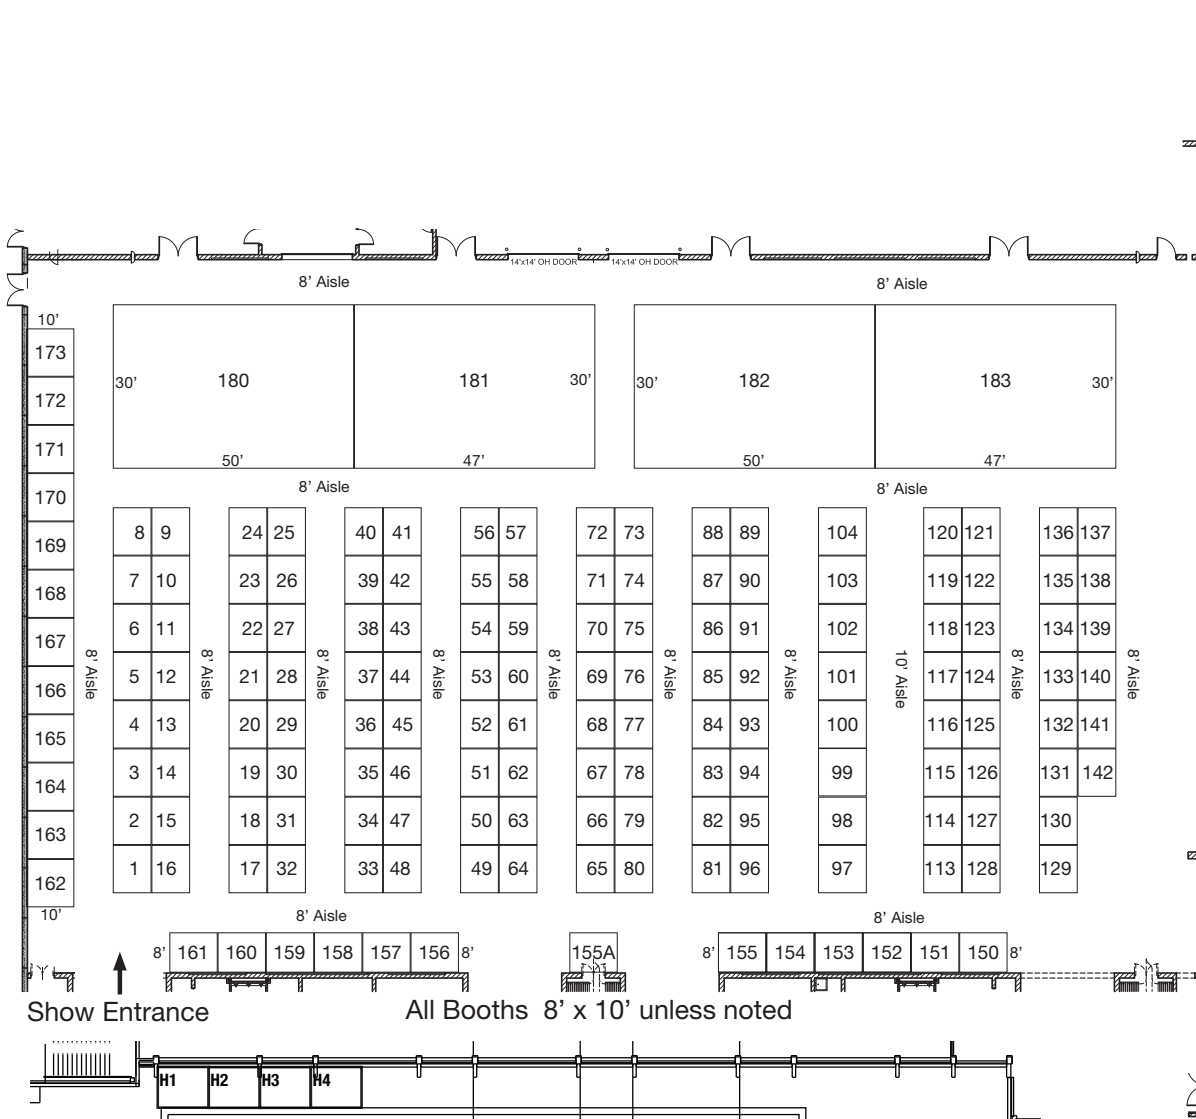 14'x14' OH DOOR 14'x14' OH DOOR
8' Aisle 8' Aisle
10'
173
30' 180 181 30' 30' 182 183 30'
172
171
50' 47' 50' 47'
8' Aisle 8' Aisle
170
8 9 24 25 40 41 56 57 72 73 88 89 104 120 121 136 137
169
7 10 23 26 39 42 55 58 71 74 87 90 103 119 122 135 138
168
6 11 22 27 38 43 54 59 70 75 86 91 102 118 123 134 139
167
8' Aisle 8' Aisle 8' Aisle 8' Aisle 8' Aisle 8' Aisle 8' Aisle 10' Aisle 8' Aisle 8' Aisle
5 12 21 28 37 44 53 60 69 76 85 92 101 117 124 133 140
166
4 13 20 29 36 45 52 61 68 77 84 93 100 116 125 132 141
165
3 14 19 30 35 46 51 62 67 78 83 94 99 115 126 131 142
164
2 15 18 31 34 47 50 63 66 79 82 95 98 114 127 130
163
1 16 17 32 33 48 49 64 65 80 81 96 97 113 128 129
162
10' 8' Aisle 8' Aisle
8' 161 160 159 158 157 156 8' 155A 8' 155 154 153 152 151 150 8'
Show Entrance All Booths 8' x 10' unless noted
H1 H2 H3 H4